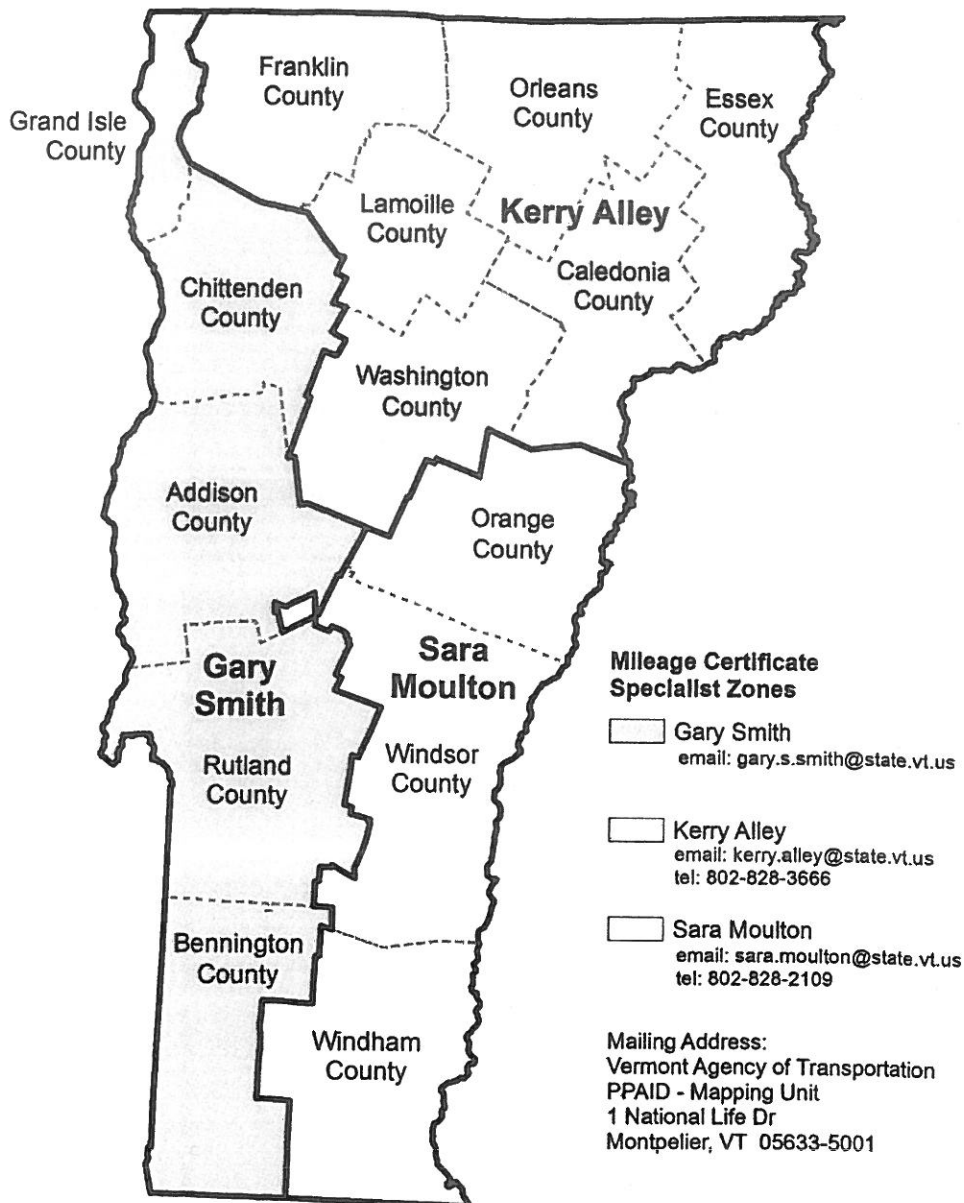 Franklin
County
Orleans
County
Essex
County
Grand Isle
County
Lamoille
County
Kerry Alley
Caledonia
County
Chittenden
County
Washington
County
Addison
County
Orange
County
Gary
Smith
Sara
Moulton
Rutland
County
Windsor
County
Bennington
County
Windham
County
Mileage Certificate
Specialist Zones
Gary Smith
email: gary.s.smith@state.vt.us
Kerry Alley
email: kerry.alley@state.vt.us
tel: 802-828-3666
Sara Moulton
email: sara.moulton@state.vt.us
tel: 802-828-2109
Mailing Address:
Vermont Agency of Transportation
PPAID - Mapping Unit
1 National Life Dr
Montpelier, VT 05633-5001